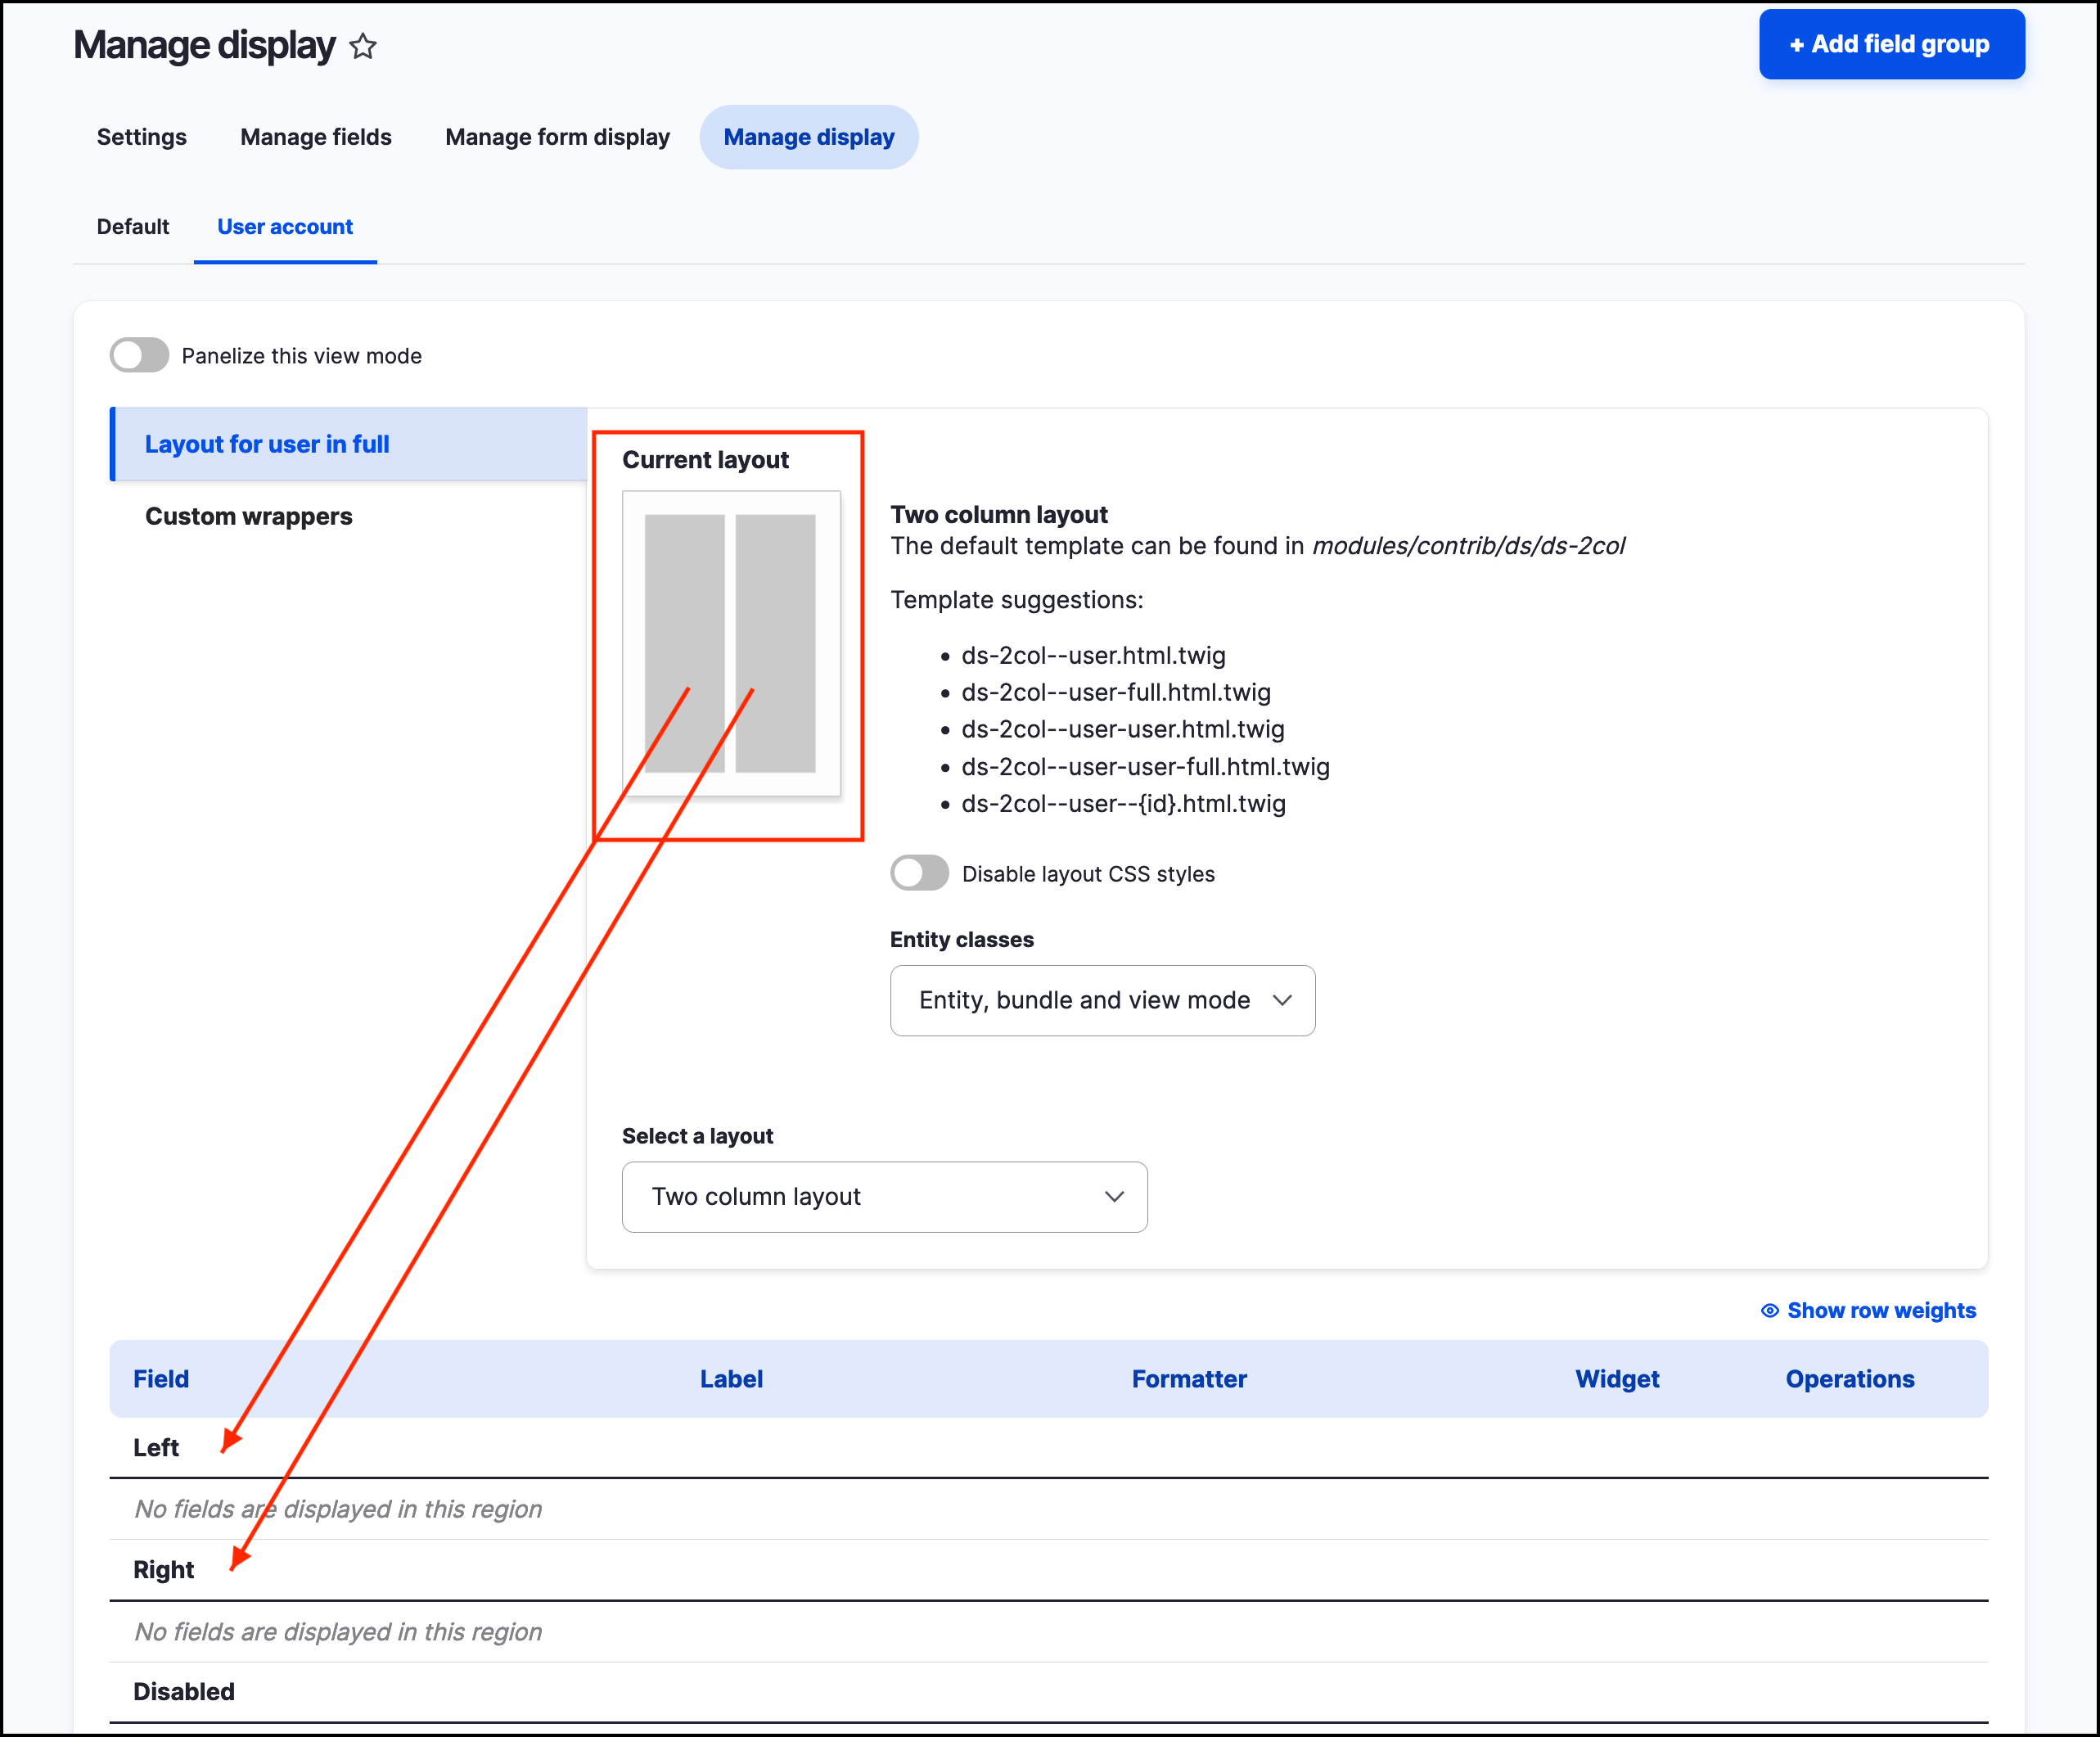 Manage display
+ Add field group
Settings Manage fields Manage form display Manage display
Default User account
Panelize this view mode
Layout for user in full
Custom wrappers
Current layout
Two column layout
The default template can be found in modules/contrib/ds/ds-2col
Template suggestions:
ds-2col--user.html.twig
ds-2col--user-full.html.twig
ds-2col--user-user.html.twig
ds-2col--user-user-full.html.twig
ds-2col--user--{id}.html.twig
Disable layout CSS styles
Entity classes
Entity, bundle and view mode
Select a layout
Two column layout
Show row weights
Field Label Formatter Widget Operations
Left
No fields are displayed in this region
Right
No fields are displayed in this region
Disabled